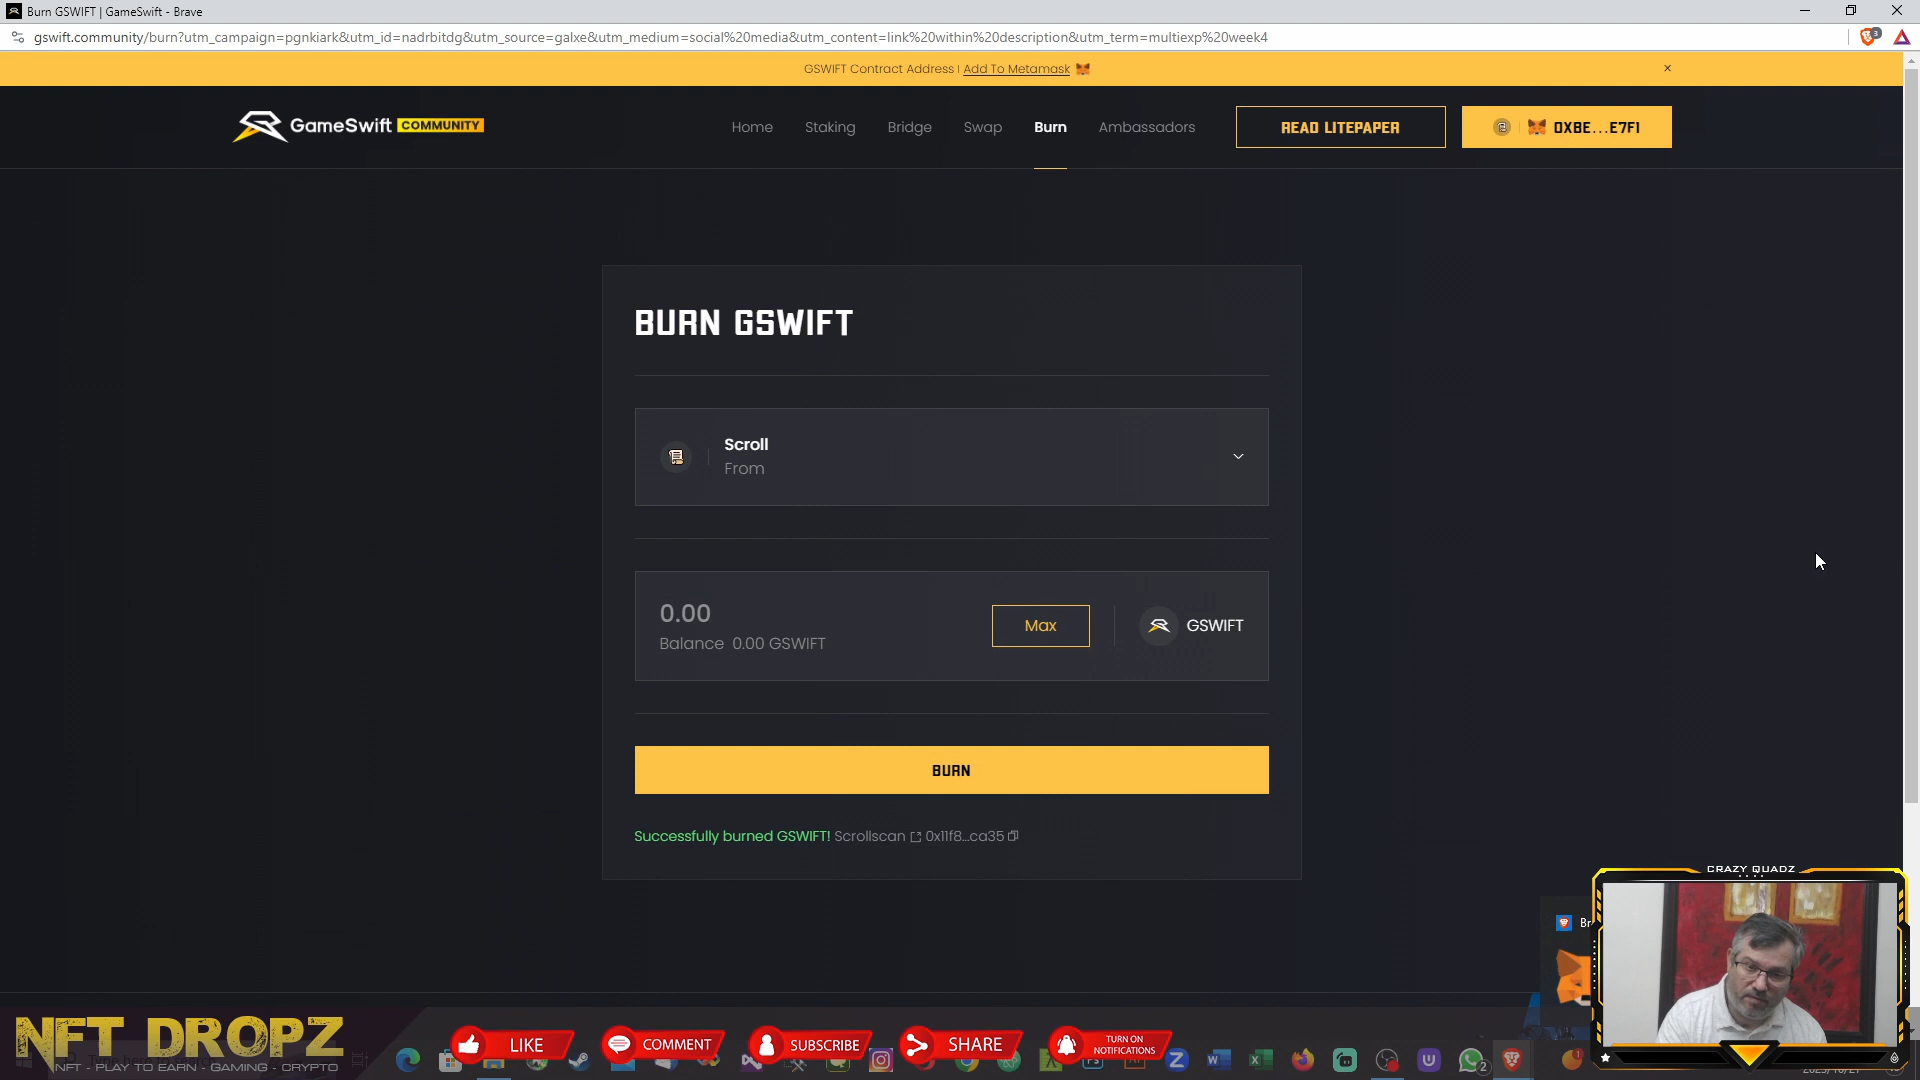 Burn GSWIFT | GameSwift - Brave
gswift.community/burn?utm_campaign=pgnkiark&utm_id=nadrbitdg&utm_source=galxe&utm_medium=social%20media&utm_content=link%20within%20description&utm_term=multiexp%20week4
3
GSWIFT Contract Address | Add To Metamask
GameSwift COMMUNITY
Home
Staking
Bridge
Swap
Burn
Ambassadors
READ LITEPAPER
0X8E...E7F1
BURN GSWIFT
Scroll
From
0.00
Balance 0.00 GSWIFT
Max
GSWIFT
BURN
Successfully burned GSWIFT! Scrollscan 0x11f8...ca35
CRAZY QUADZ
Br
NFT DROPZ
NFT - PLAY TO EARN - GAMING - CRYPTO
LIKE
COMMENT
SUBSCRIBE
SHARE
TURN ON
NOTIFICATIONS
2